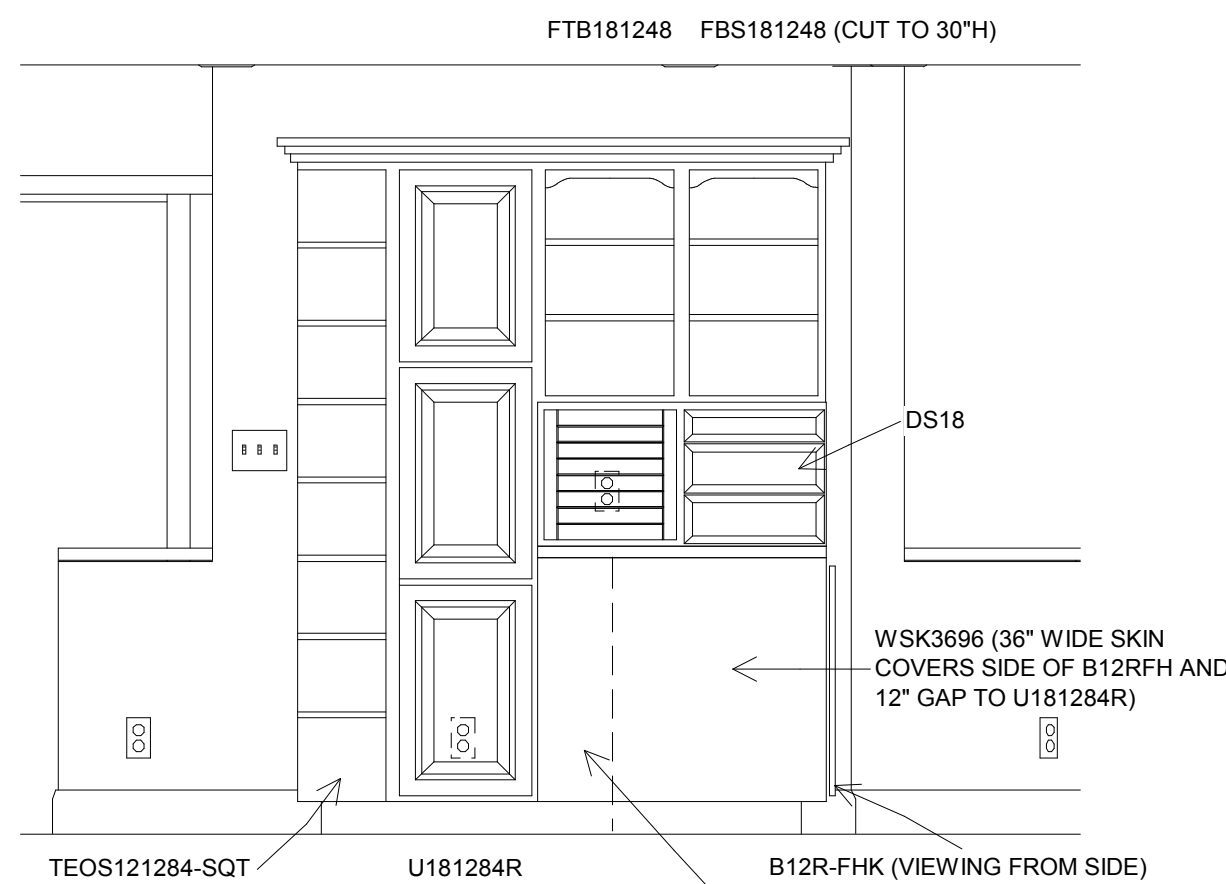 FTB181248 FBS181248 (CUT TO 30"H)
DS18
WSK3696 (36" WIDE SKIN
COVERS SIDE OF B12RFH AND
12" GAP TO U181284R)
TEOS121284-SQT
U181284R
B12R-FHK (VIEWING FROM SIDE)